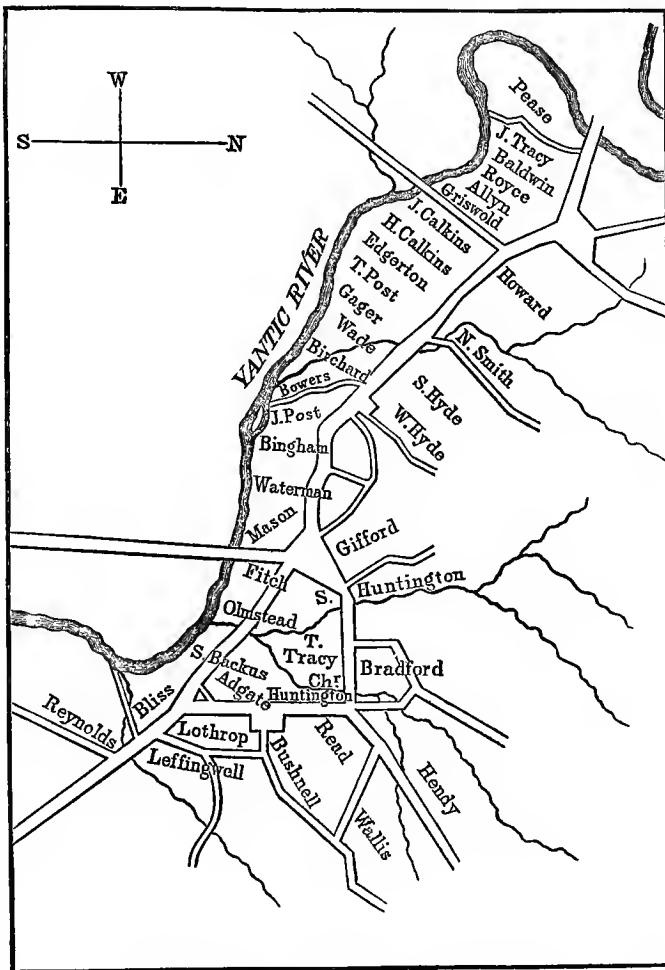 W
S N
E
Pease
J. Tracy
Baldwin
Royce
Allyn
Griswold
J. Calkins
H. Calkins
Edgerton
T. Post
Gager
Wade
Birchard
Bowers
J. Post
Bingham
Waterman
Mason
YANTIC RIVER
Howard
N. Smith
S. Hyde
W. Hyde
Gifford
Fitch
S. Huntington
Olmstead
T.
Tracy
Chr.
Huntington
Bradford
S. Backus
Adgate
Bliss
Reynolds
Lothrop
Leffingwell
Bushnell
Read
Wallis
Hendy